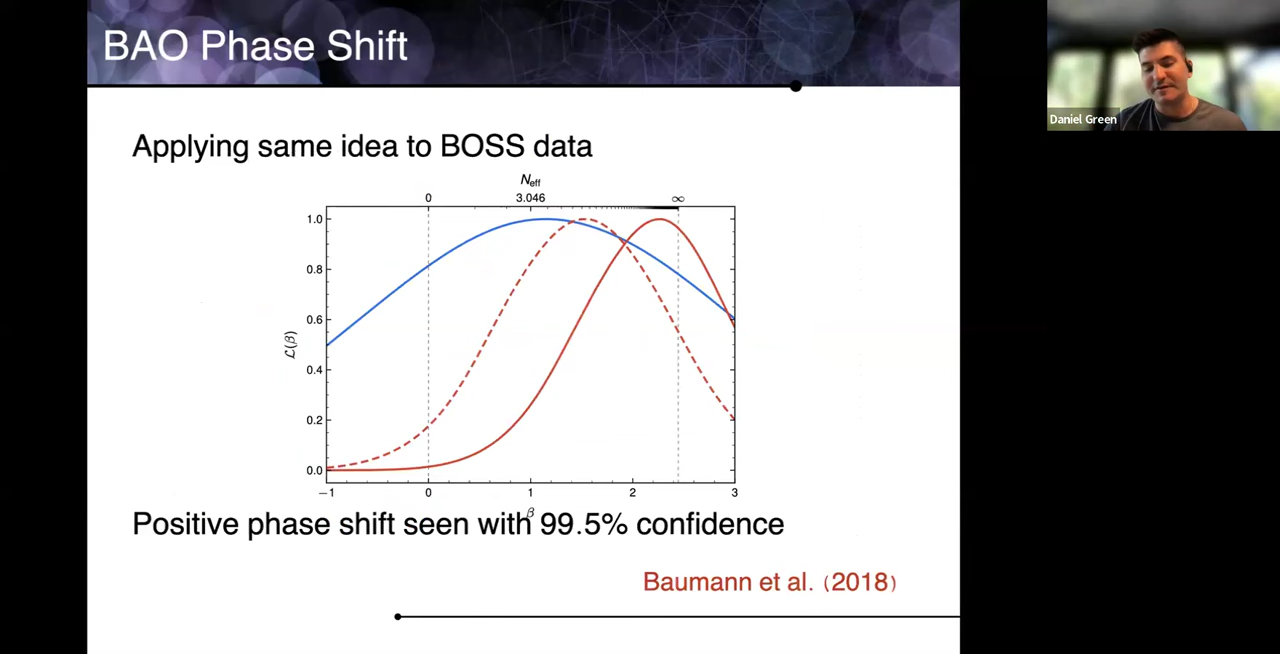 BAO Phase Shift
Daniel Green
Applying same idea to BOSS data
N_eff
0 3.046 ∞
1.0
0.8
0.6
0.4
0.2
0.0
ℒ(β)
−1 0 1 2 3
β
Positive phase shift seen with 99.5% confidence
Baumann et al. (2018)